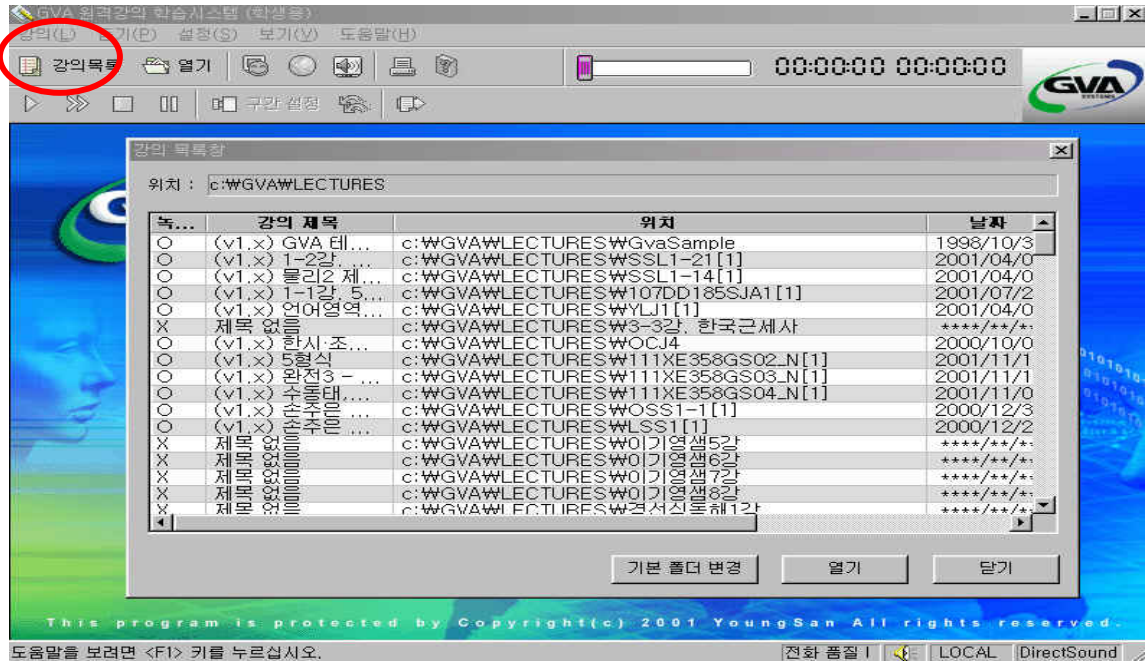 GVA 원격강의 학습시스템 (학생용)
강의(L) 듣기(P) 설정(S) 보기(V) 도움말(H)
강의목록 열기 00:00:00 00:00:00
GVA
SYSTEMS
구간 설정
강의 목록창
위치 : c:₩GVA₩LECTURES
녹... 강의 제목 위치 날짜
O (v1.x) GVA 테... c:₩GVA₩LECTURES₩GvaSample 1998/10/3
O (v1.x) 1-2강, ... c:₩GVA₩LECTURES₩SSL1-21[1] 2001/04/0
O (v1.x) 물리2 제... c:₩GVA₩LECTURES₩SSL1-14[1] 2001/04/0
O (v1.x) 1-1강, 5... c:₩GVA₩LECTURES₩107DD185SJA1[1] 2001/07/2
O (v1.x) 언어영역... c:₩GVA₩LECTURES₩YLJ1[1] 2001/04/0
X 제목 없음 c:₩GVA₩LECTURES₩3-3강, 한국근세사 ****/**/*
O (v1.x) 한시·조... c:₩GVA₩LECTURES₩OCJ4 2000/10/0
O (v1.x) 5형식 c:₩GVA₩LECTURES₩111XE358GS02_N[1] 2001/11/1
O (v1.x) 완전3 - ... c:₩GVA₩LECTURES₩111XE358GS03_N[1] 2001/11/1
O (v1.x) 수동태,... c:₩GVA₩LECTURES₩111XE358GS04_N[1] 2001/11/0
O (v1.x) 손주은 ... c:₩GVA₩LECTURES₩OSS1-1[1] 2000/12/3
O (v1.x) 손주은 ... c:₩GVA₩LECTURES₩LSS1[1] 2000/12/2
X 제목 없음 c:₩GVA₩LECTURES₩이기영샘5강 ****/**/*
X 제목 없음 c:₩GVA₩LECTURES₩이기영샘6강 ****/**/*
X 제목 없음 c:₩GVA₩LECTURES₩이기영샘7강 ****/**/*
X 제목 없음 c:₩GVA₩LECTURES₩이기영샘8강 ****/**/*
X 제목 없음 c:₩GVA₩LECTURES ****/**/*
기본 폴더 변경 열기 닫기
This program is protected by Copyright(c) 2001 YoungSan All rights reserved.
도움말을 보려면 <F1> 키를 누르십시오. 전화 품질 I LOCAL DirectSound